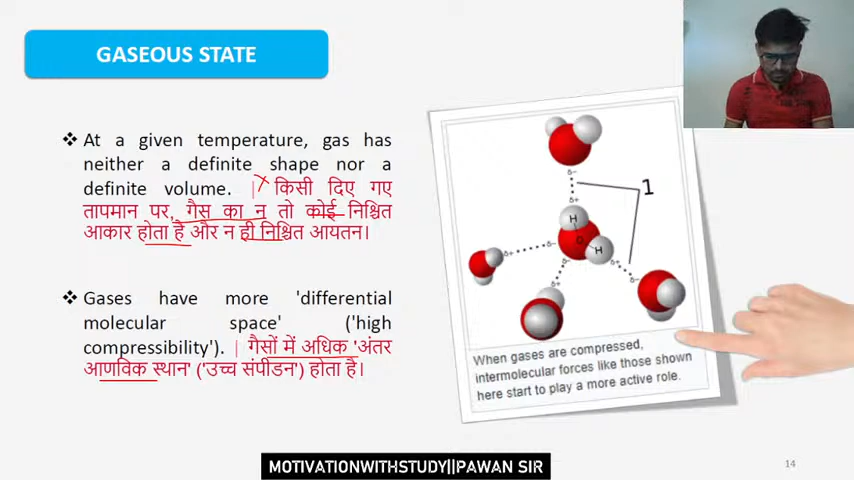 GASEOUS STATE
❖ At a given temperature, gas has
neither a definite shape nor a
definite volume. | किसी दिए गए
तापमान पर, गैस का न तो कोई निश्चित
आकार होता है और न ही निश्चित आयतन।
❖ Gases have more 'differential
molecular space' ('high
compressibility'). | गैसों में अधिक 'अंतर
आणविक स्थान' ('उच्च संपीडन') होता है।
δ−
δ+
1
H
O
H
δ+
δ−
δ-
δ+
δ−
δ+
δ−
When gases are compressed,
intermolecular forces like those shown
here start to play a more active role.
MOTIVATIONWITHSTUDY||PAWAN SIR
14